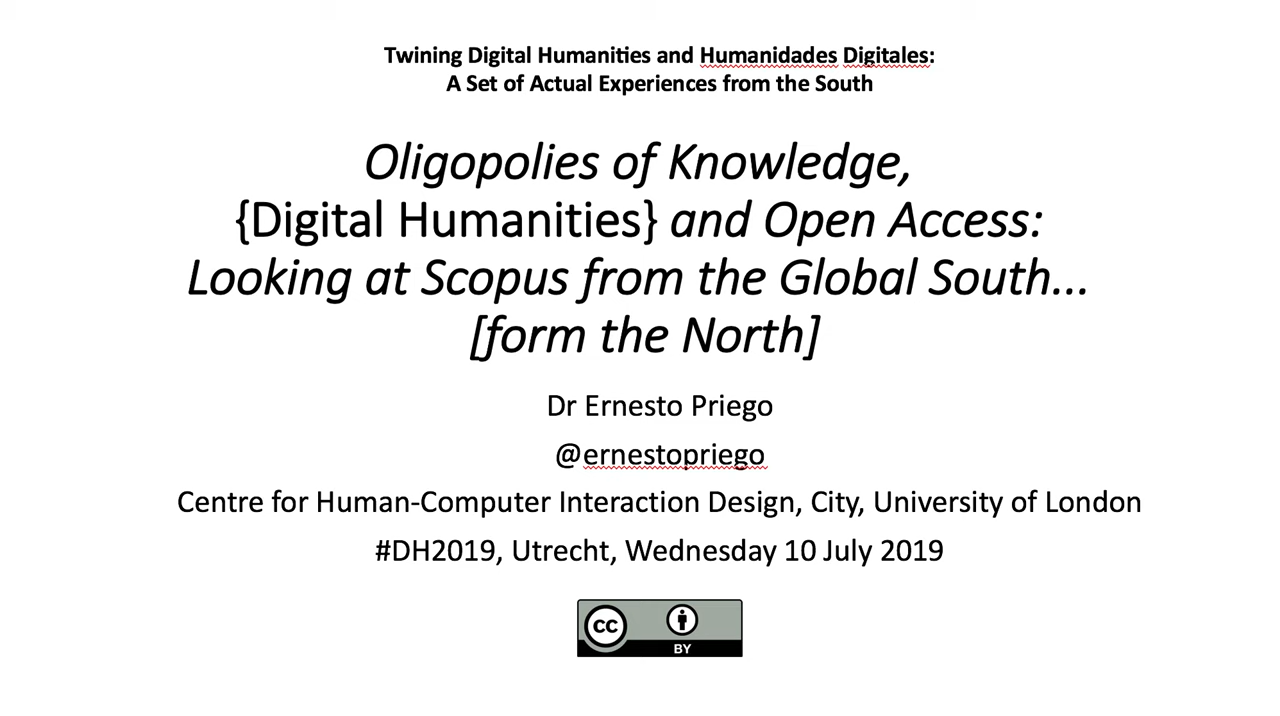 Twining Digital Humanities and Humanidades Digitales:
A Set of Actual Experiences from the South
Oligopolies of Knowledge,
{Digital Humanities} and Open Access:
Looking at Scopus from the Global South...
[form the North]
Dr Ernesto Priego
@ernestopriego
Centre for Human-Computer Interaction Design, City, University of London
#DH2019, Utrecht, Wednesday 10 July 2019
CC
BY